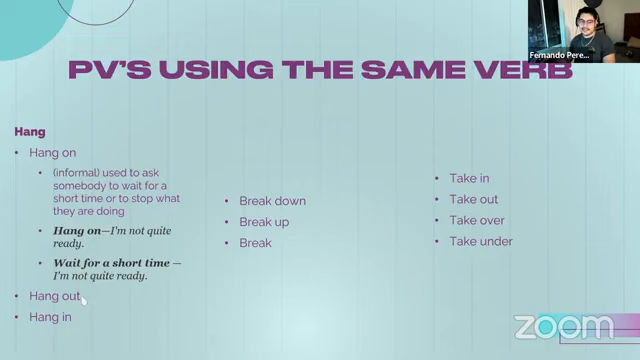 Fernando Pere...
PV'S USING THE SAME VERB
Hang
• Hang on
• (informal) used to ask
somebody to wait for a
short time or to stop what
they are doing
• Hang on—I'm not quite
ready.
• Wait for a short time —
I'm not quite ready.
• Hang out
• Hang in
• Break down
• Break up
• Break
• Take in
• Take out
• Take over
• Take under
zoom